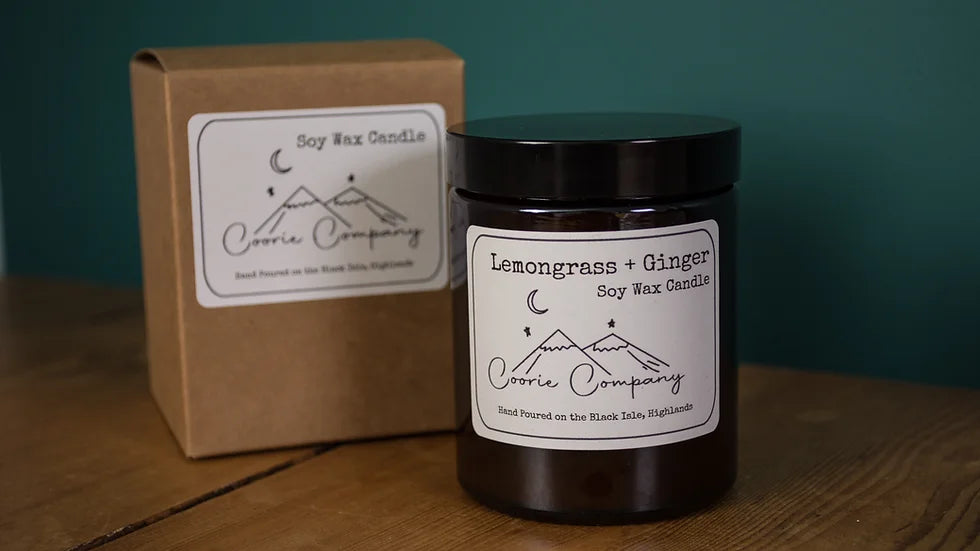 Soy Wax Candle
Coorie Company
Hand Poured on the Black Isle, Highlands
Lemongrass + Ginger
Soy Wax Candle
Coorie Company
Hand Poured on the Black Isle, Highlands